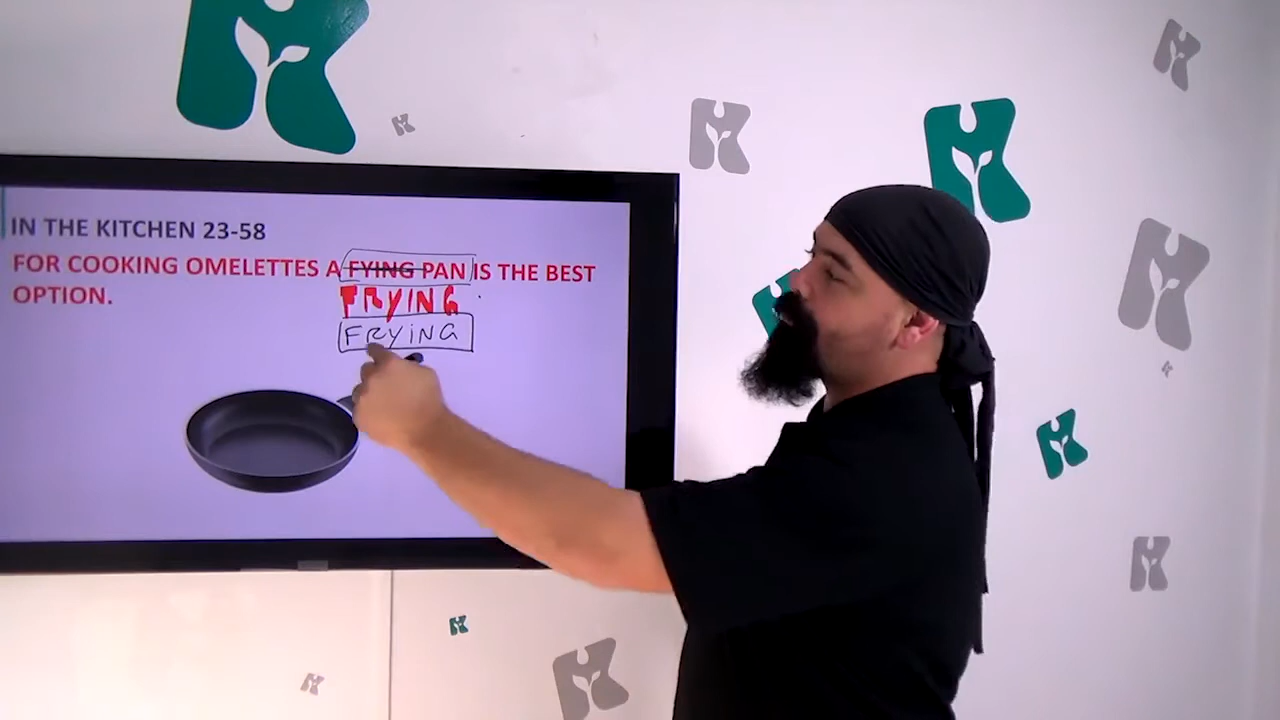 IN THE KITCHEN 23-58
FOR COOKING OMELETTES A FYING PAN IS THE BEST
OPTION.
FRYING
FRYING